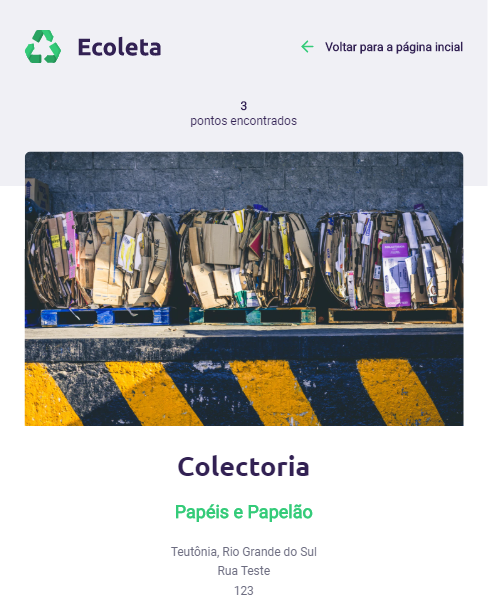 Ecoleta
Voltar para a página incial
3
pontos encontrados
Colectoria
Papéis e Papelão
Teutônia, Rio Grande do Sul
Rua Teste
123